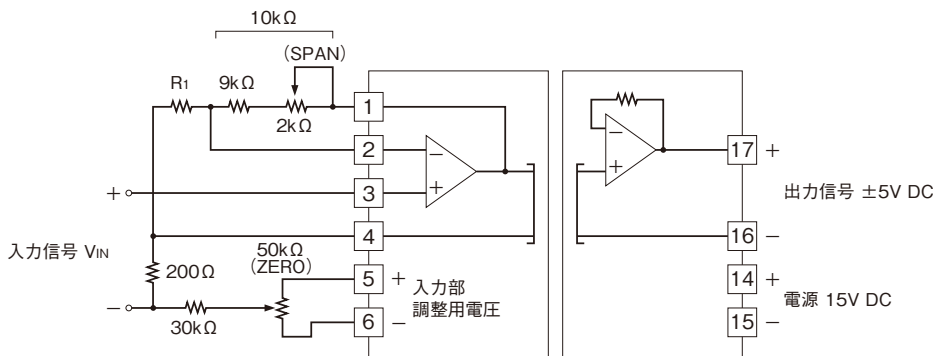 10kΩ
(SPAN)
R1
9kΩ
2kΩ
1
2
－
3
＋
4
＋
入力信号 VIN
200Ω
50kΩ
(ZERO)
5
＋
入力部
調整用電圧
－
30kΩ
6
－
－
＋
17
＋
出力信号 ±5V DC
16
－
14
＋
電源 15V DC
15
－